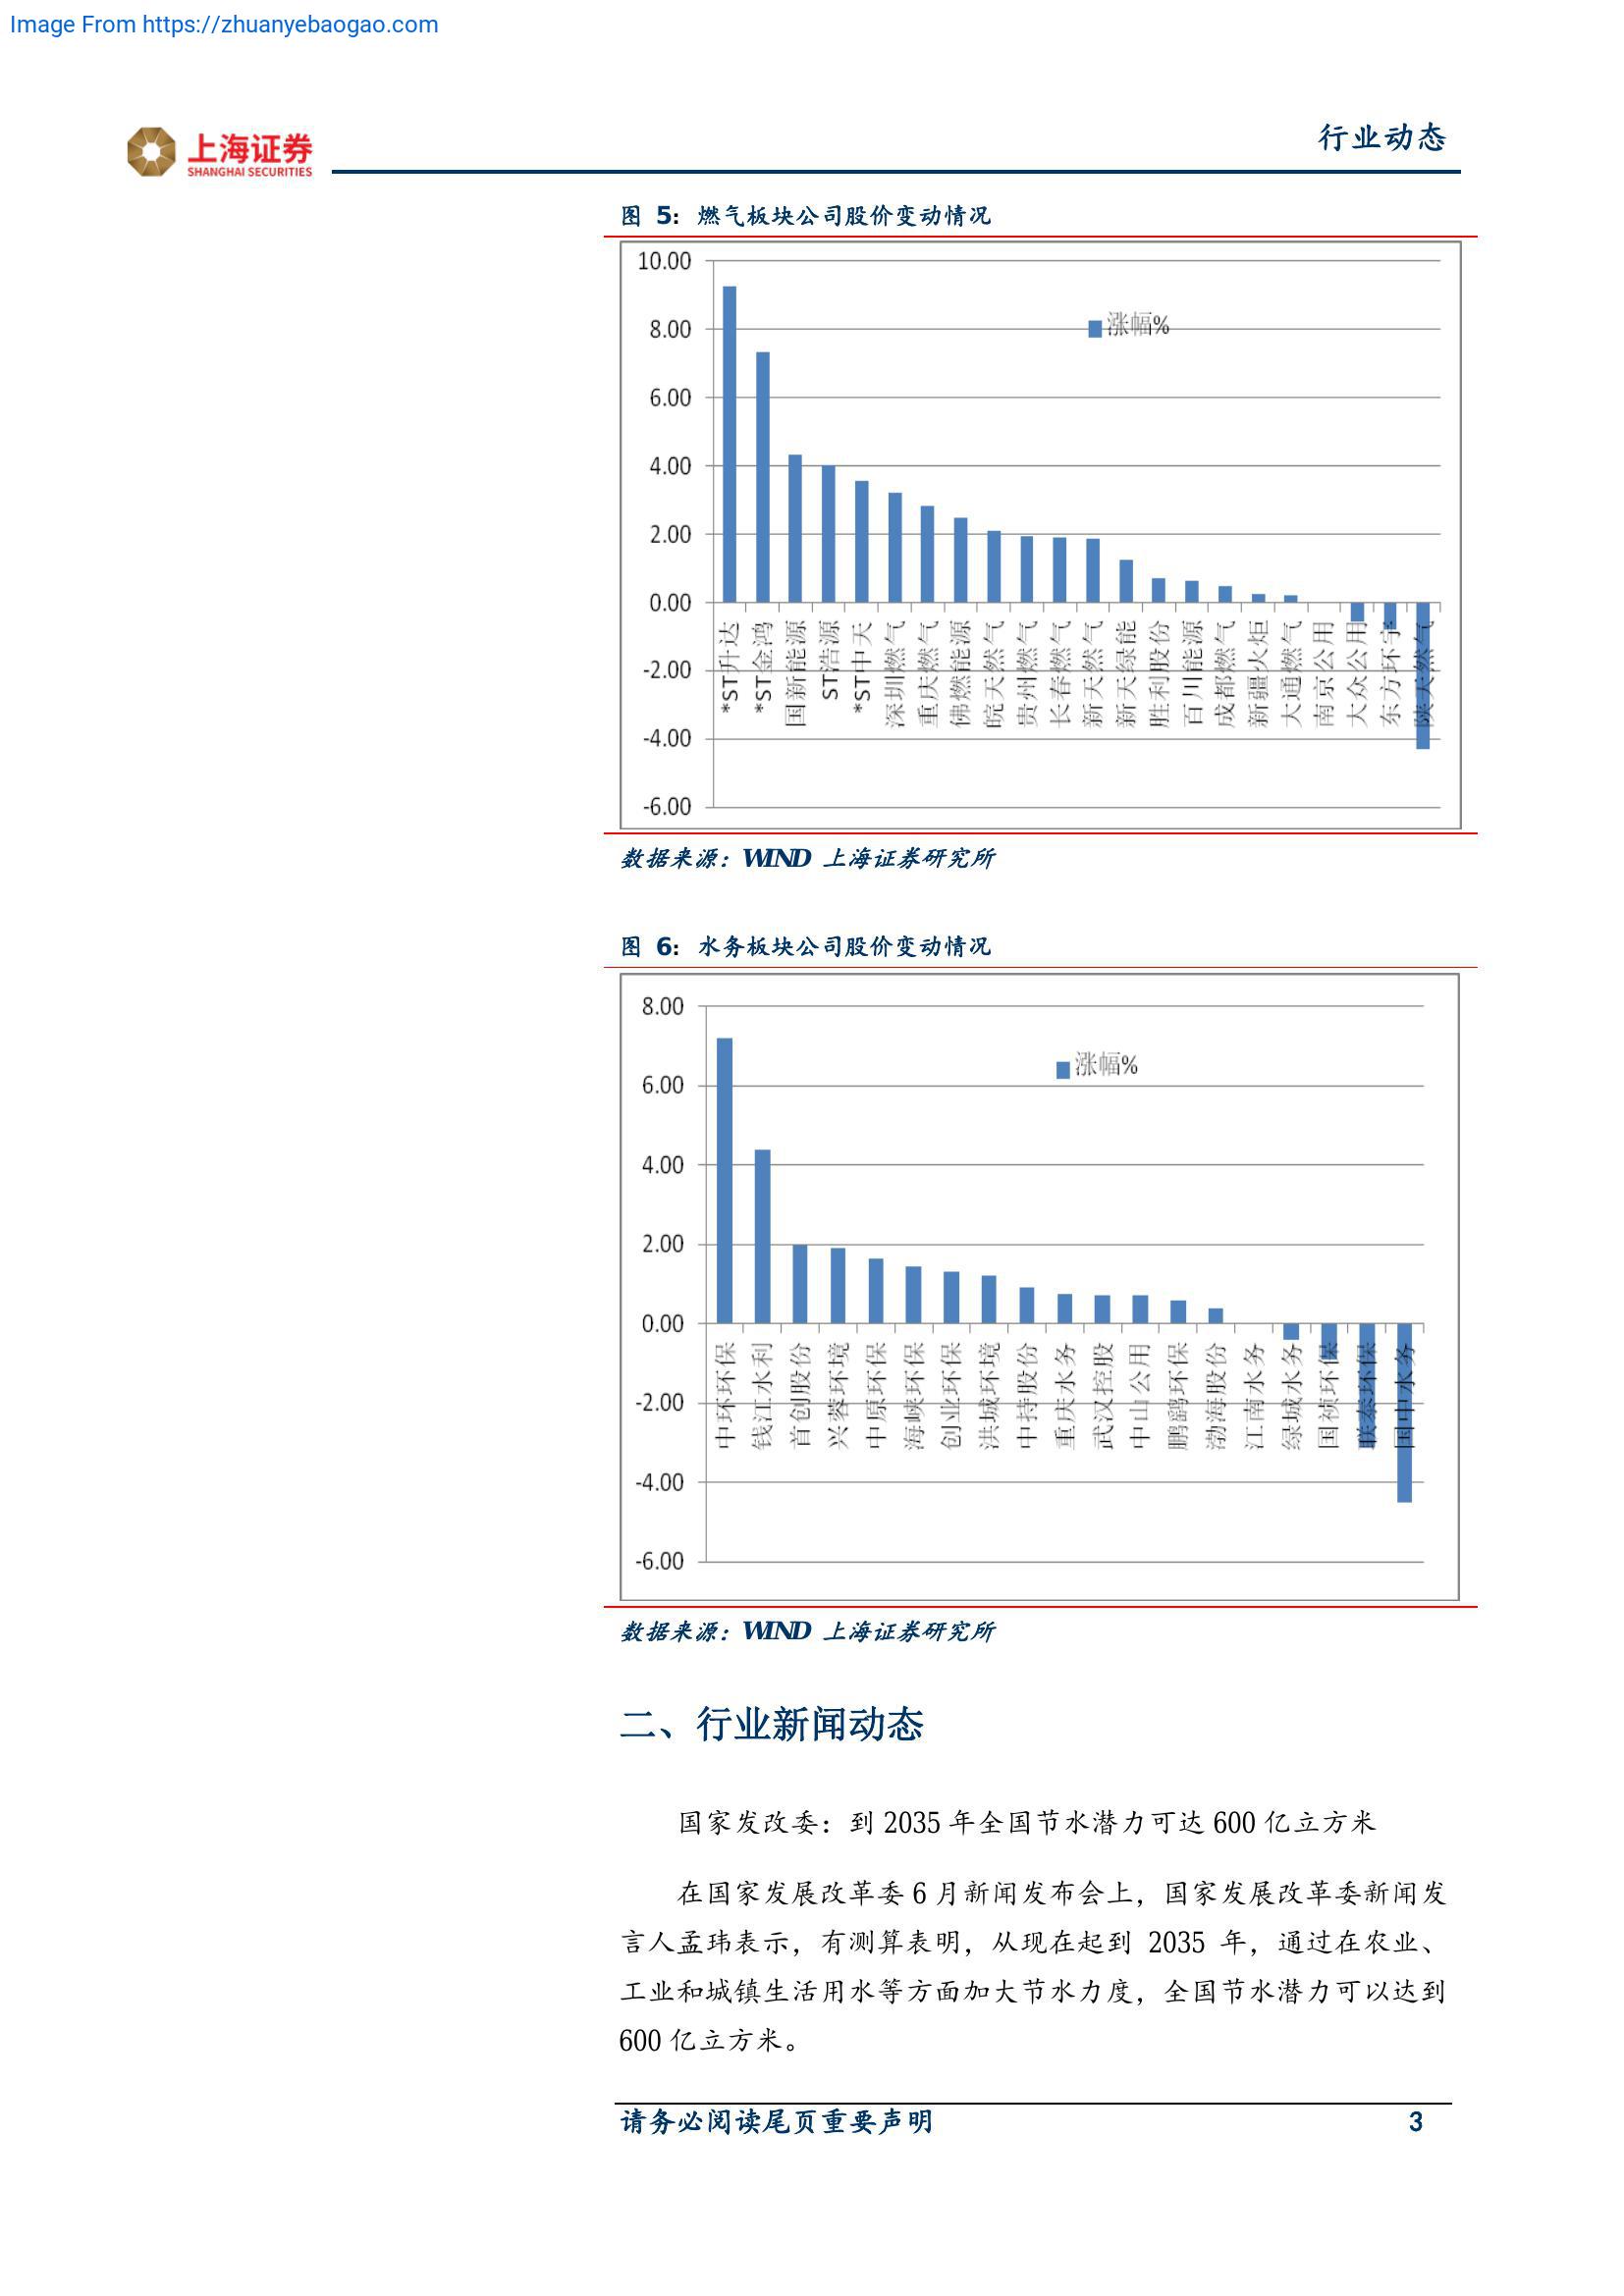 Image From https://zhuanyebaogao.com
上海证券
SHANGHAI SECURITIES
行业动态
图 5：燃气板块公司股价变动情况
10.00
8.00
6.00
4.00
2.00
0.00
-2.00
-4.00
-6.00
涨幅%
*ST升达
*ST金鸿
国新能源
ST浩源
*ST中天
深圳燃气
重庆燃气
佛燃能源
皖天然气
贵州燃气
长春燃气
新天然气
新天绿能
胜利股份
百川能源
成都燃气
新疆火炬
大通燃气
南京公用
大众公用
东方环宇
陕天然气
数据来源：WIND 上海证券研究所
图 6：水务板块公司股价变动情况
8.00
6.00
4.00
2.00
0.00
-2.00
-4.00
-6.00
涨幅%
中环环保
钱江水利
首创股份
兴蓉环境
中原环保
海峡环保
创业环保
洪城环境
中持股份
重庆水务
武汉控股
中山公用
鹏鹞环保
渤海股份
江南水务
绿城水务
国祯环保
联泰环保
国中水务
数据来源：WIND 上海证券研究所
二、行业新闻动态
国家发改委：到 2035 年全国节水潜力可达 600 亿立方米
在国家发展改革委 6 月新闻发布会上，国家发展改革委新闻发
言人孟玮表示，有测算表明，从现在起到 2035 年，通过在农业、
工业和城镇生活用水等方面加大节水力度，全国节水潜力可以达到
600 亿立方米。
请务必阅读尾页重要声明
3